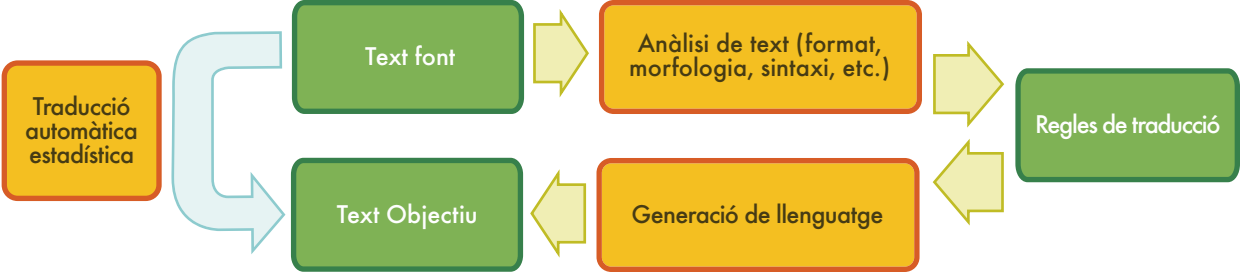 Text font
Anàlisi de text (format,
morfologia, sintaxi, etc.)
Traducció
automàtica
estadística
Regles de traducció
Text Objectiu
Generació de llenguatge